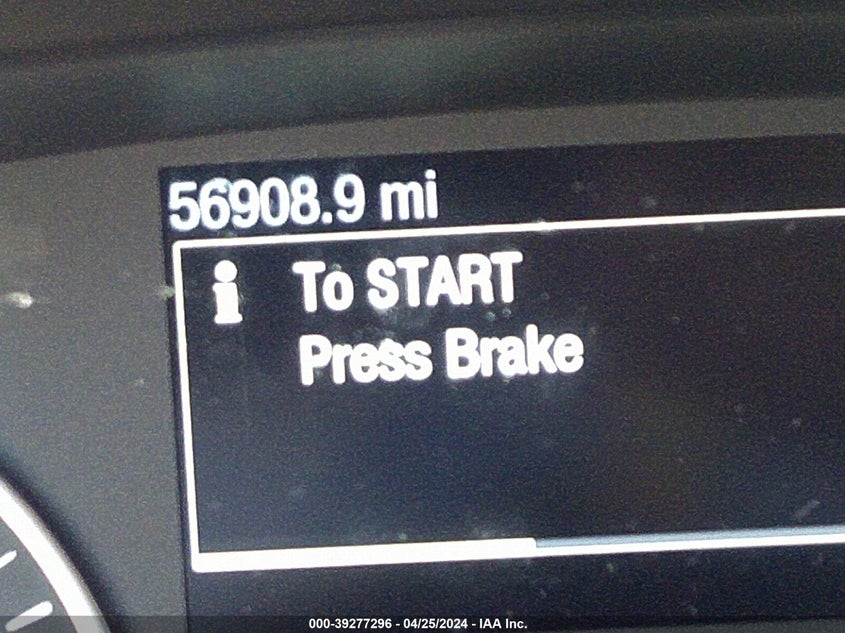 56908.9 mi
i To START
Press Brake
000-39277296 - 04/25/2024 - IAA Inc.